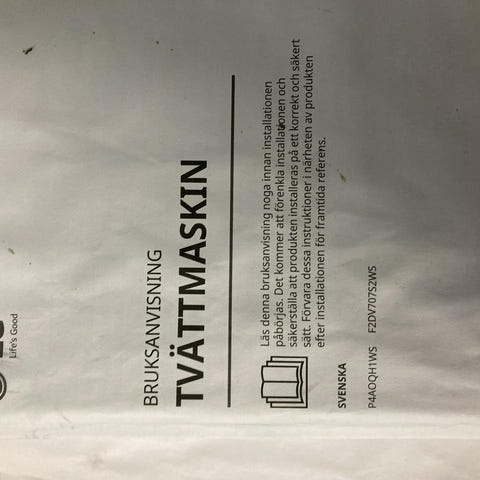 Life's Good
BRUKSANVISNING
TVÄTTMASKIN
Läs denna bruksanvisning noga innan installationen
påbörjas. Det kommer att förenkla installationen och
säkerställa att produkten installeras på ett korrekt och säkert
sätt. Förvara dessa instruktioner i närheten av produkten
efter installationen för framtida referens.
SVENSKA
P4AOQH1WS F2DV707S2WS